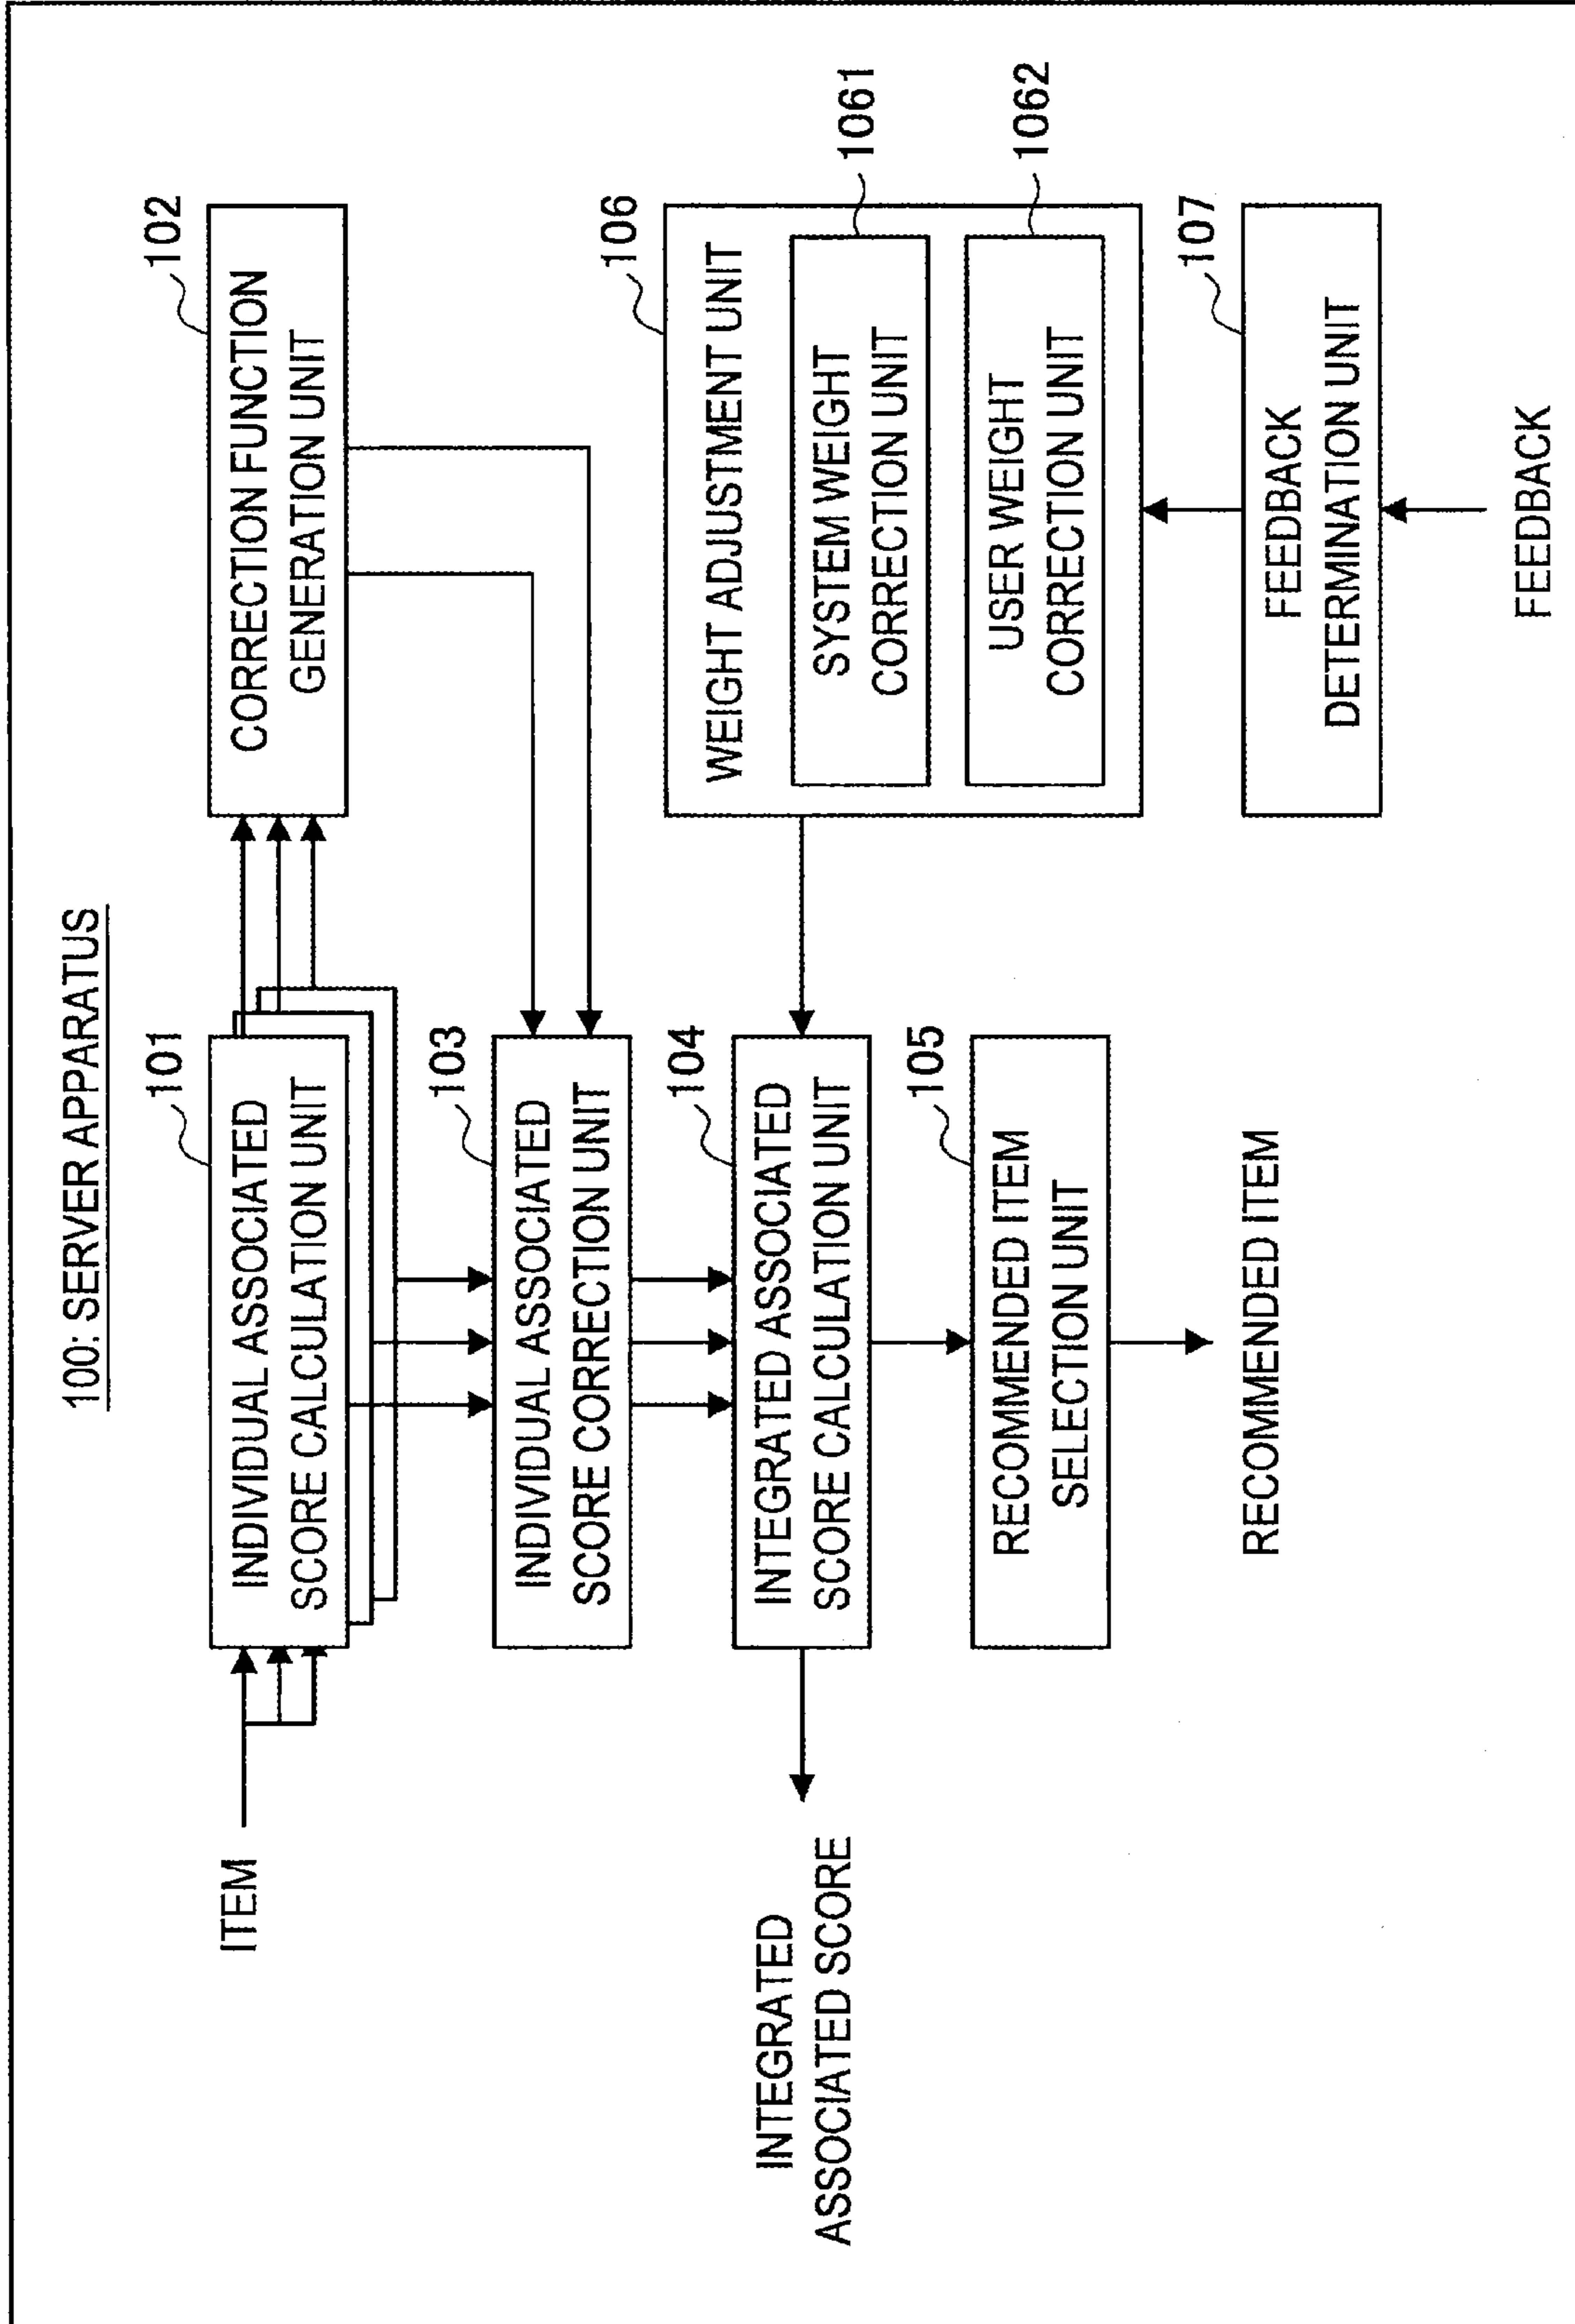 100: SERVER APPARATUS
ITEM
101
INDIVIDUAL ASSOCIATED
SCORE CALCULATION UNIT
102
CORRECTION FUNCTION
GENERATION UNIT
103
INDIVIDUAL ASSOCIATED
SCORE CORRECTION UNIT
INTEGRATED
ASSOCIATED SCORE
104
INTEGRATED ASSOCIATED
SCORE CALCULATION UNIT
106
WEIGHT ADJUSTMENT UNIT
SYSTEM WEIGHT
CORRECTION UNIT
1061
USER WEIGHT
CORRECTION UNIT
1062
105
RECOMMENDED ITEM
SELECTION UNIT
RECOMMENDED ITEM
107
FEEDBACK
DETERMINATION UNIT
FEEDBACK